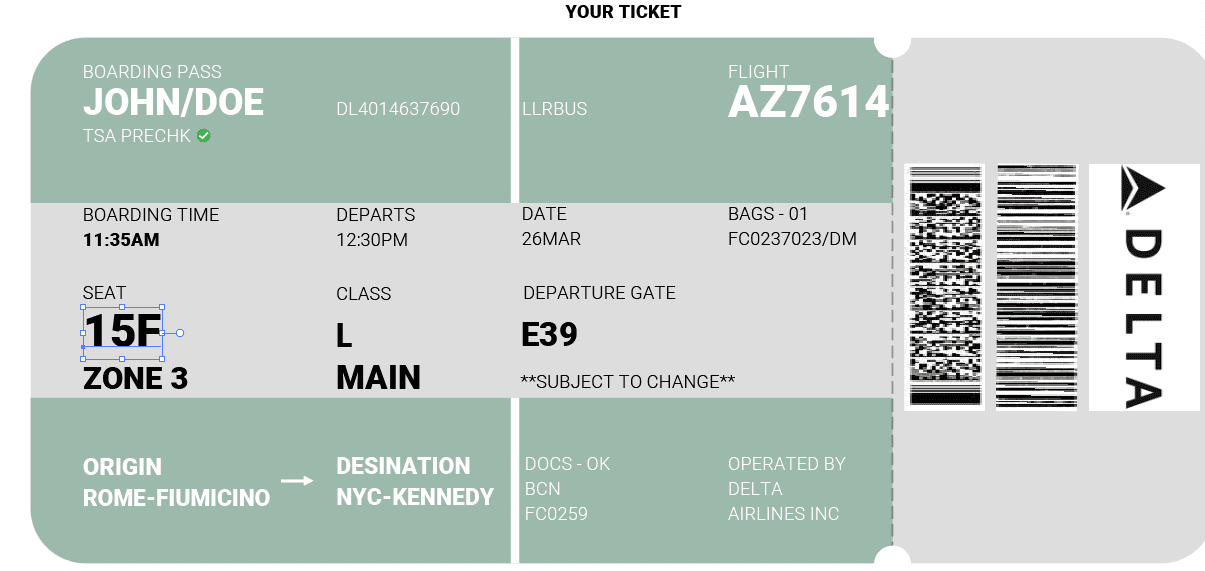 YOUR TICKET
BOARDING PASS
JOHN/DOE
TSA PRECHK
DL4014637690
LLRBUS
FLIGHT
AZ7614
BOARDING TIME
11:35AM
DEPARTS
12:30PM
DATE
26MAR
BAGS - 01
FC0237023/DM
SEAT
15F
ZONE 3
CLASS
L
MAIN
DEPARTURE GATE
E39
**SUBJECT TO CHANGE**
ORIGIN
ROME-FIUMICINO
DESINATION
NYC-KENNEDY
DOCS - OK
BCN
FC0259
OPERATED BY
DELTA
AIRLINES INC
DELTA